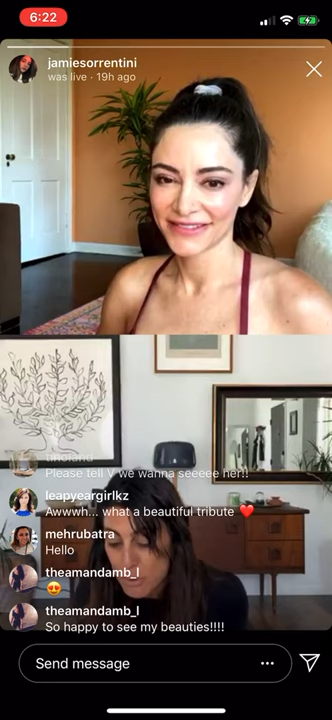 6:22
jamiesorrentini
was live · 19h ago
tinoland
Please tell V we wanna seeeee her!!
leapyeargirlkz
Awwwh... what a beautiful tribute ❤️
mehrubatra
Hello
theamandamb_l
😍
theamandamb_l
So happy to see my beauties!!!!
Send message